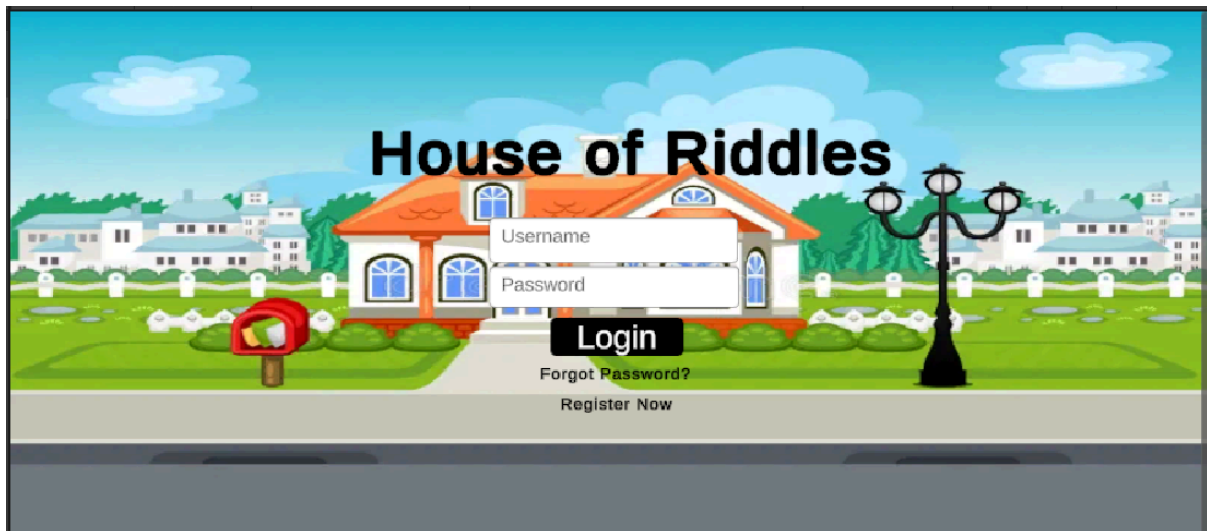 House of Riddles
Username
Password
Login
Forgot Password?
Register Now